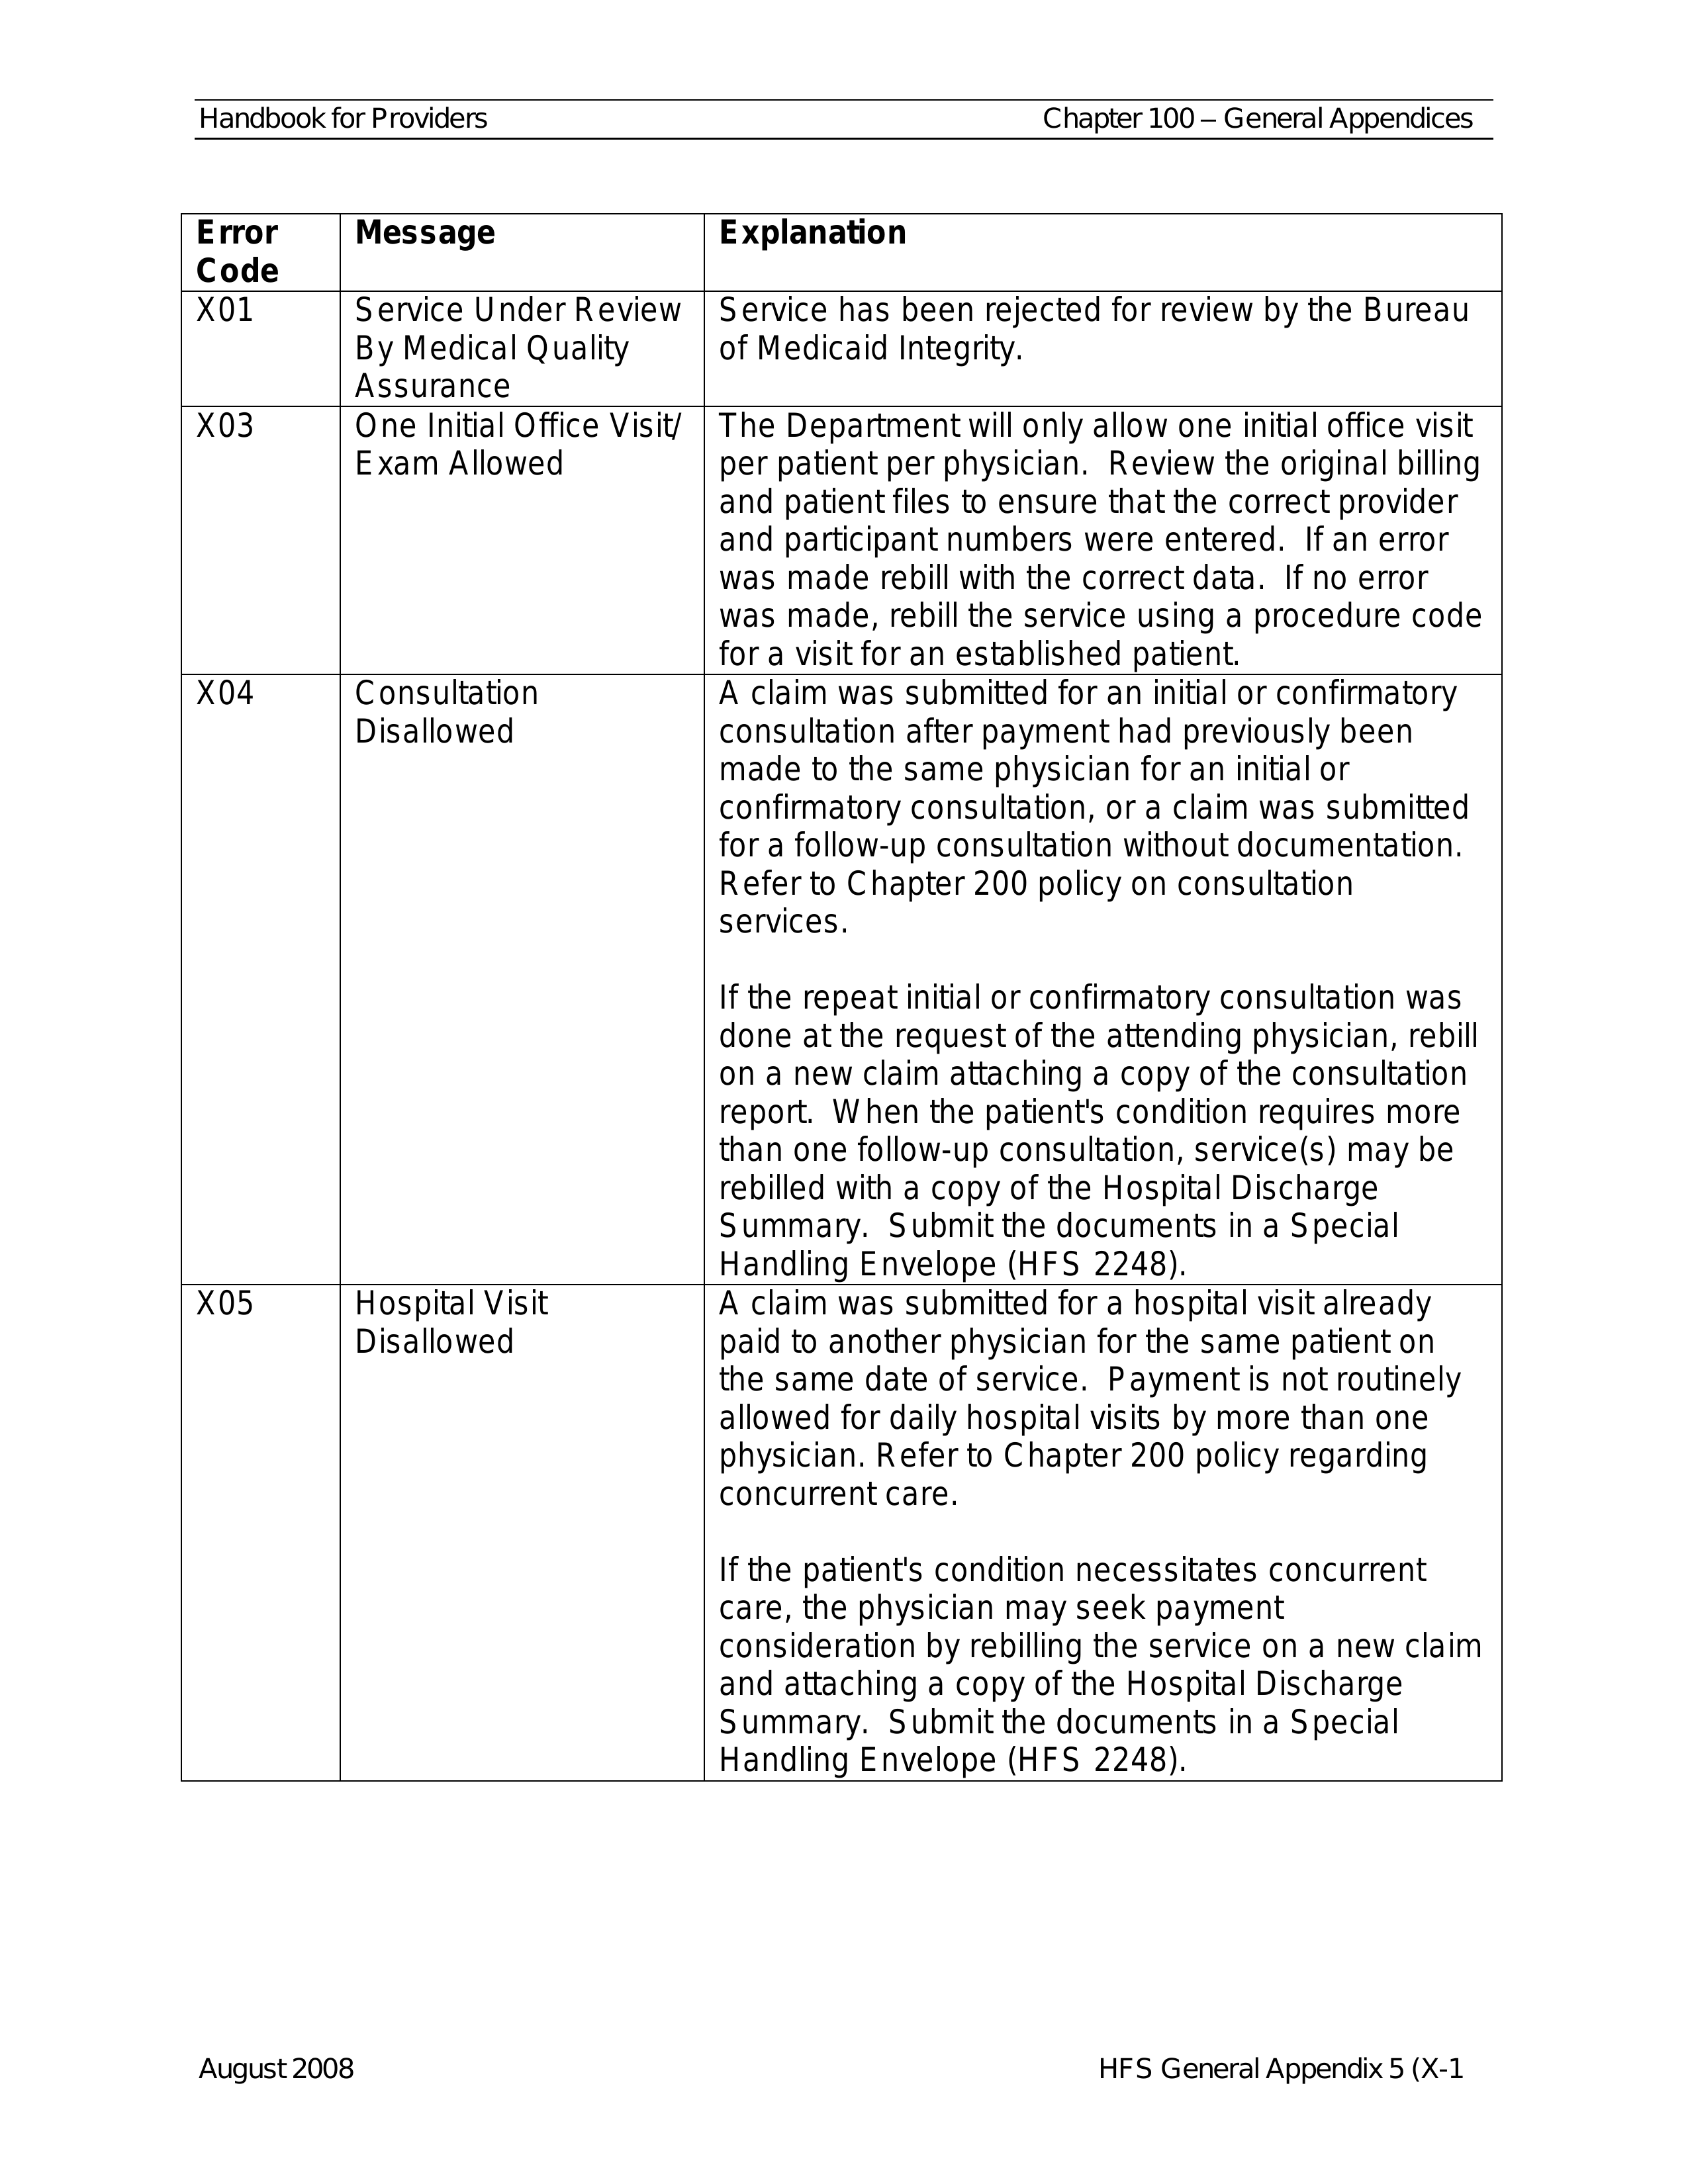 Handbook for Providers Chapter 100 – General Appendices
Error Code Message Explanation
X01 Service Under Review By Medical Quality Assurance
Service has been rejected for review by the Bureau
of Medicaid Integrity.
X03 One Initial Office Visit/ Exam Allowed
The Department will only allow one initial office visit
per patient per physician.  Review the original billing
and patient files to ensure that the correct provider
and participant numbers were entered.  If an error
was made rebill with the correct data.  If no error
was made, rebill the service using a procedure code
for a visit for an established patient.
X04 Consultation Disallowed
A claim was submitted for an initial or confirmatory
consultation after payment had previously been
made to the same physician for an initial or
confirmatory consultation, or a claim was submitted
for a follow-up consultation without documentation.
Refer to Chapter 200 policy on consultation
services.
If the repeat initial or confirmatory consultation was
done at the request of the attending physician, rebill
on a new claim attaching a copy of the consultation
report.  When the patient's condition requires more
than one follow-up consultation, service(s) may be
rebilled with a copy of the Hospital Discharge
Summary.  Submit the documents in a Special
Handling Envelope (HFS 2248).
X05 Hospital Visit Disallowed
A claim was submitted for a hospital visit already
paid to another physician for the same patient on
the same date of service.  Payment is not routinely
allowed for daily hospital visits by more than one
physician. Refer to Chapter 200 policy regarding
concurrent care.
If the patient's condition necessitates concurrent
care, the physician may seek payment
consideration by rebilling the service on a new claim
and attaching a copy of the Hospital Discharge
Summary.  Submit the documents in a Special
Handling Envelope (HFS 2248).
August 2008 HFS General Appendix 5 (X-1